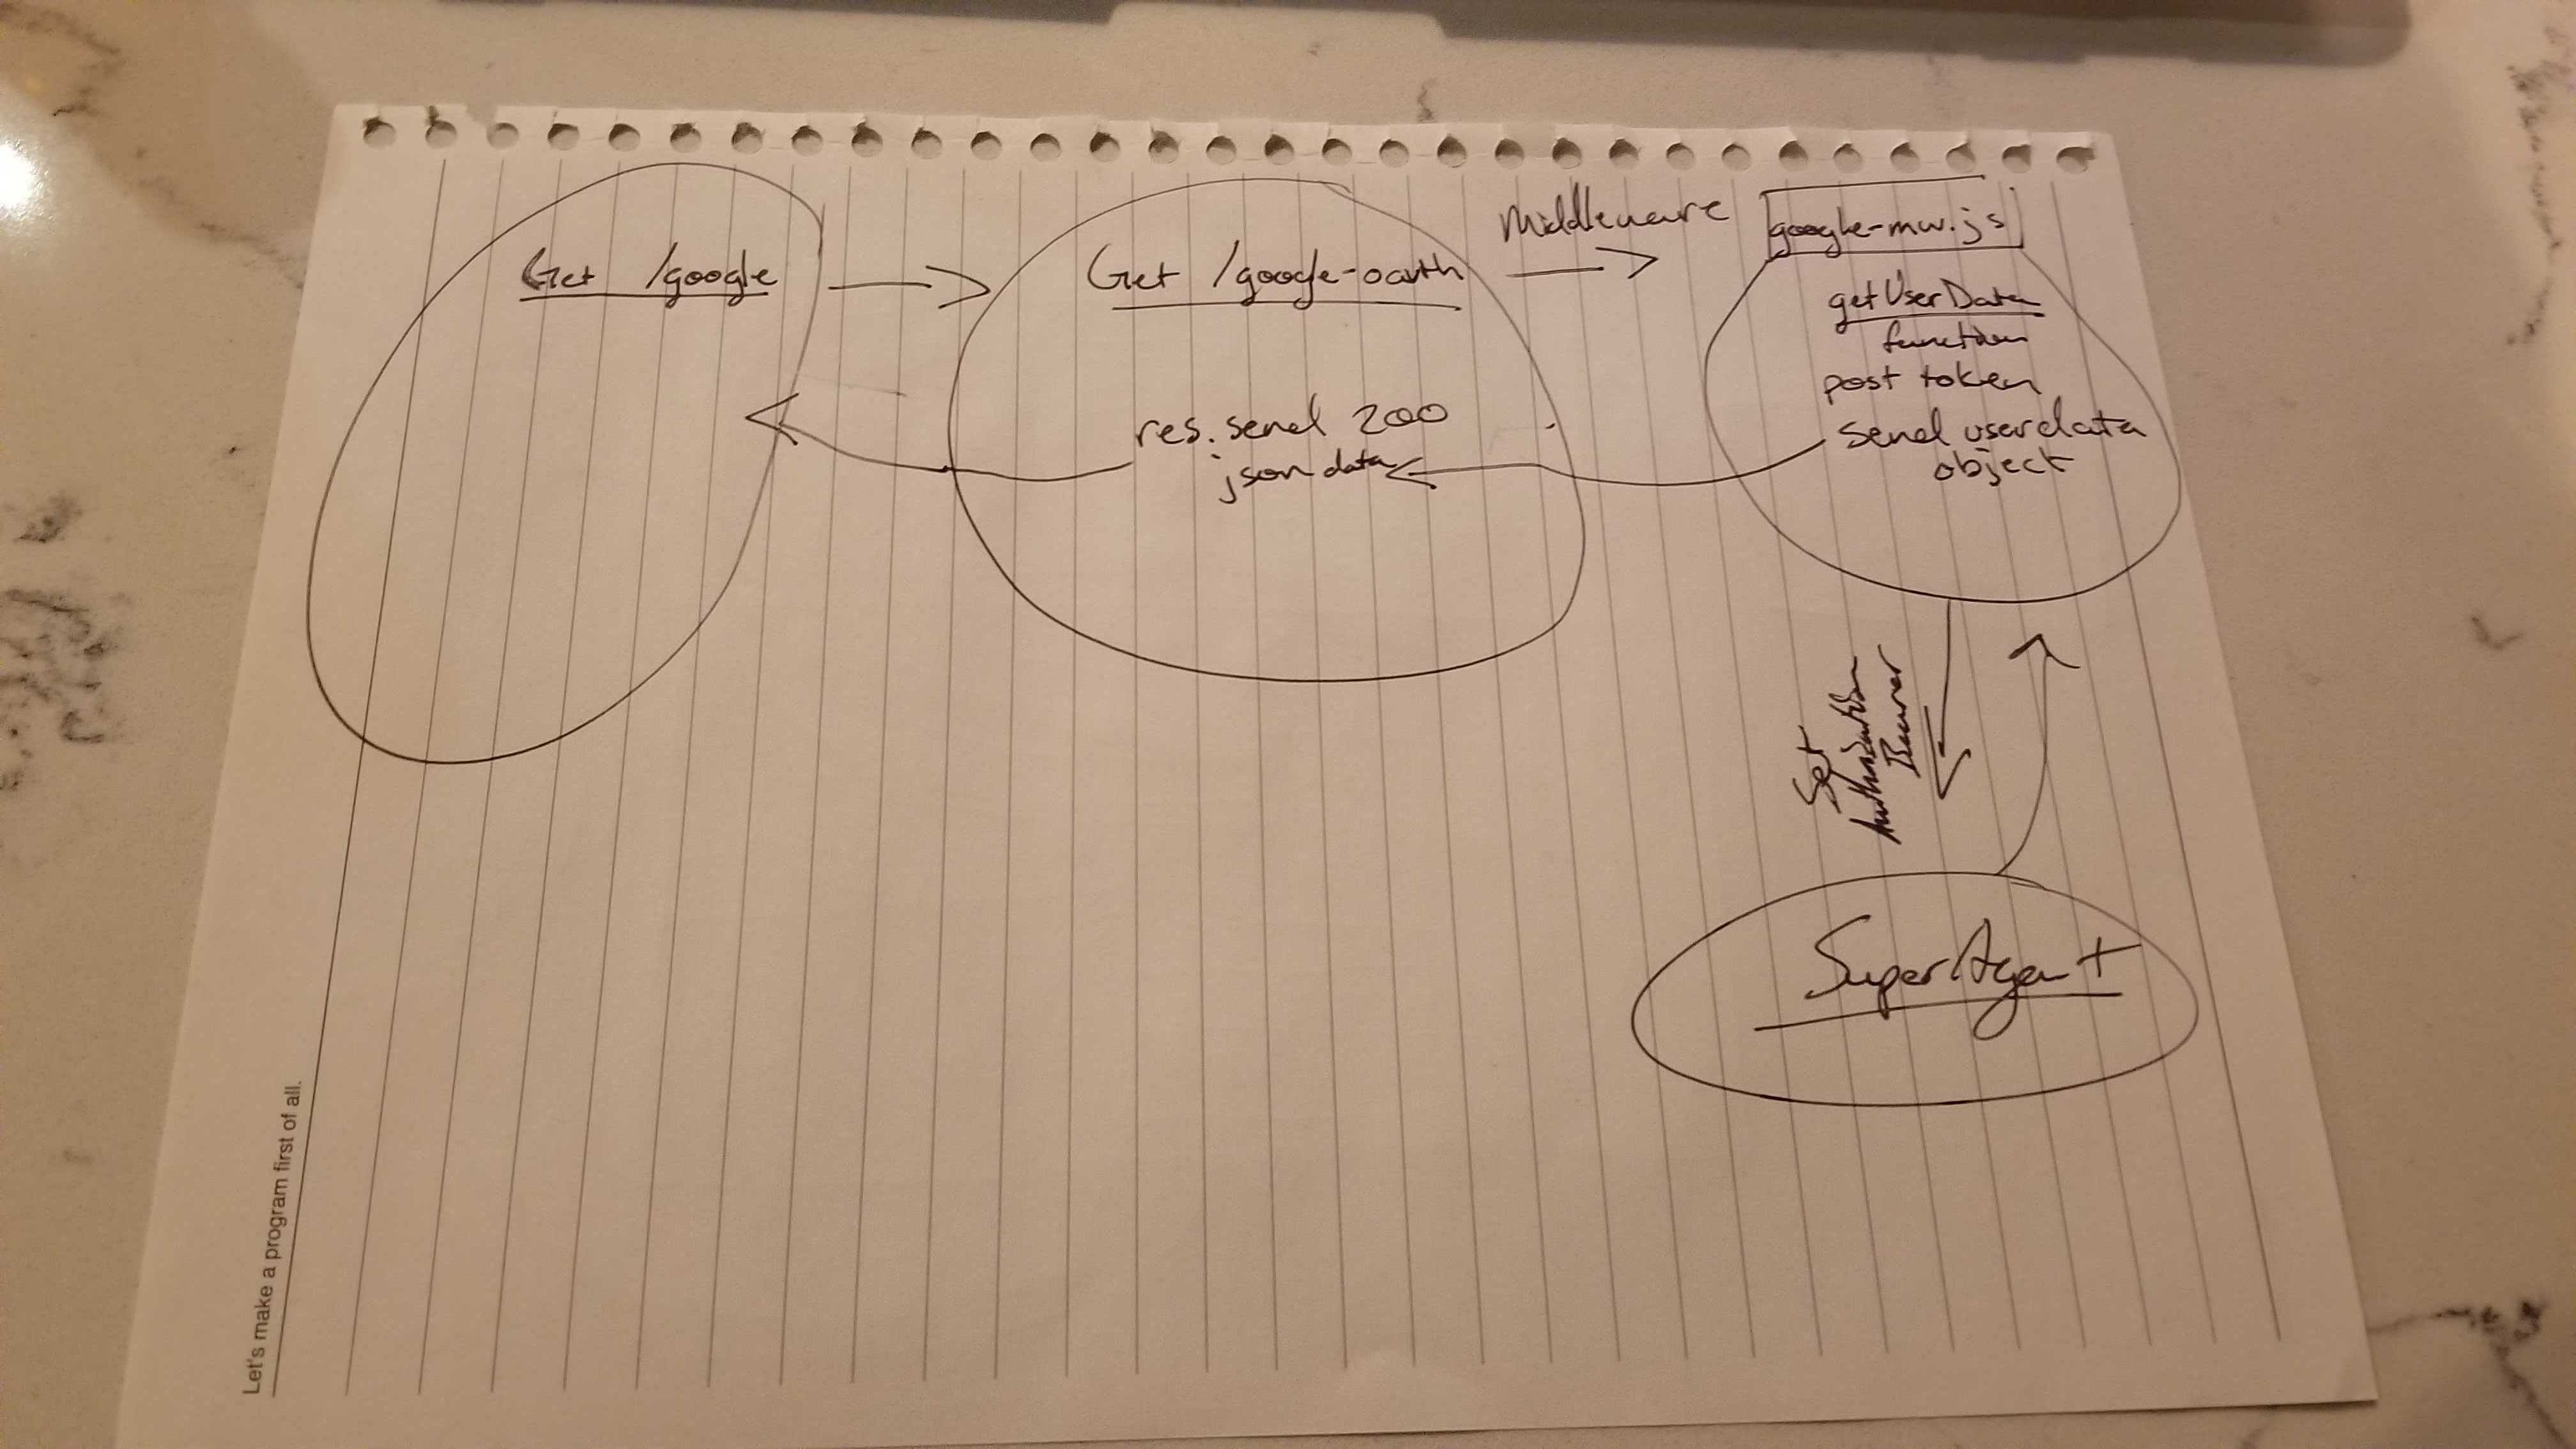 Get /google
Get /google-oauth
res.send 200
json data
Middleware
google-mw.js
getUserData
function
post token
send userdata
object
Set
Authorization
Bearer
SuperAgent
Let's make a program first of all.